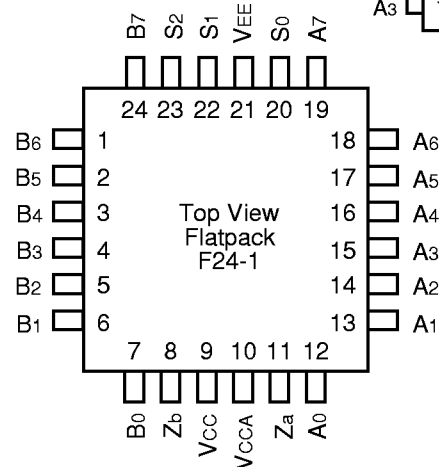 A3
B7 S2 S1 VEE S0 A7
24 23 22 21 20 19
B6 1 18 A6
B5 2 17 A5
B4 3 16 A4
B3 4 15 A3
B2 5 14 A2
B1 6 13 A1
Top View
Flatpack
F24-1
7 8 9 10 11 12
B0 Zb VCC VCCA Za A0